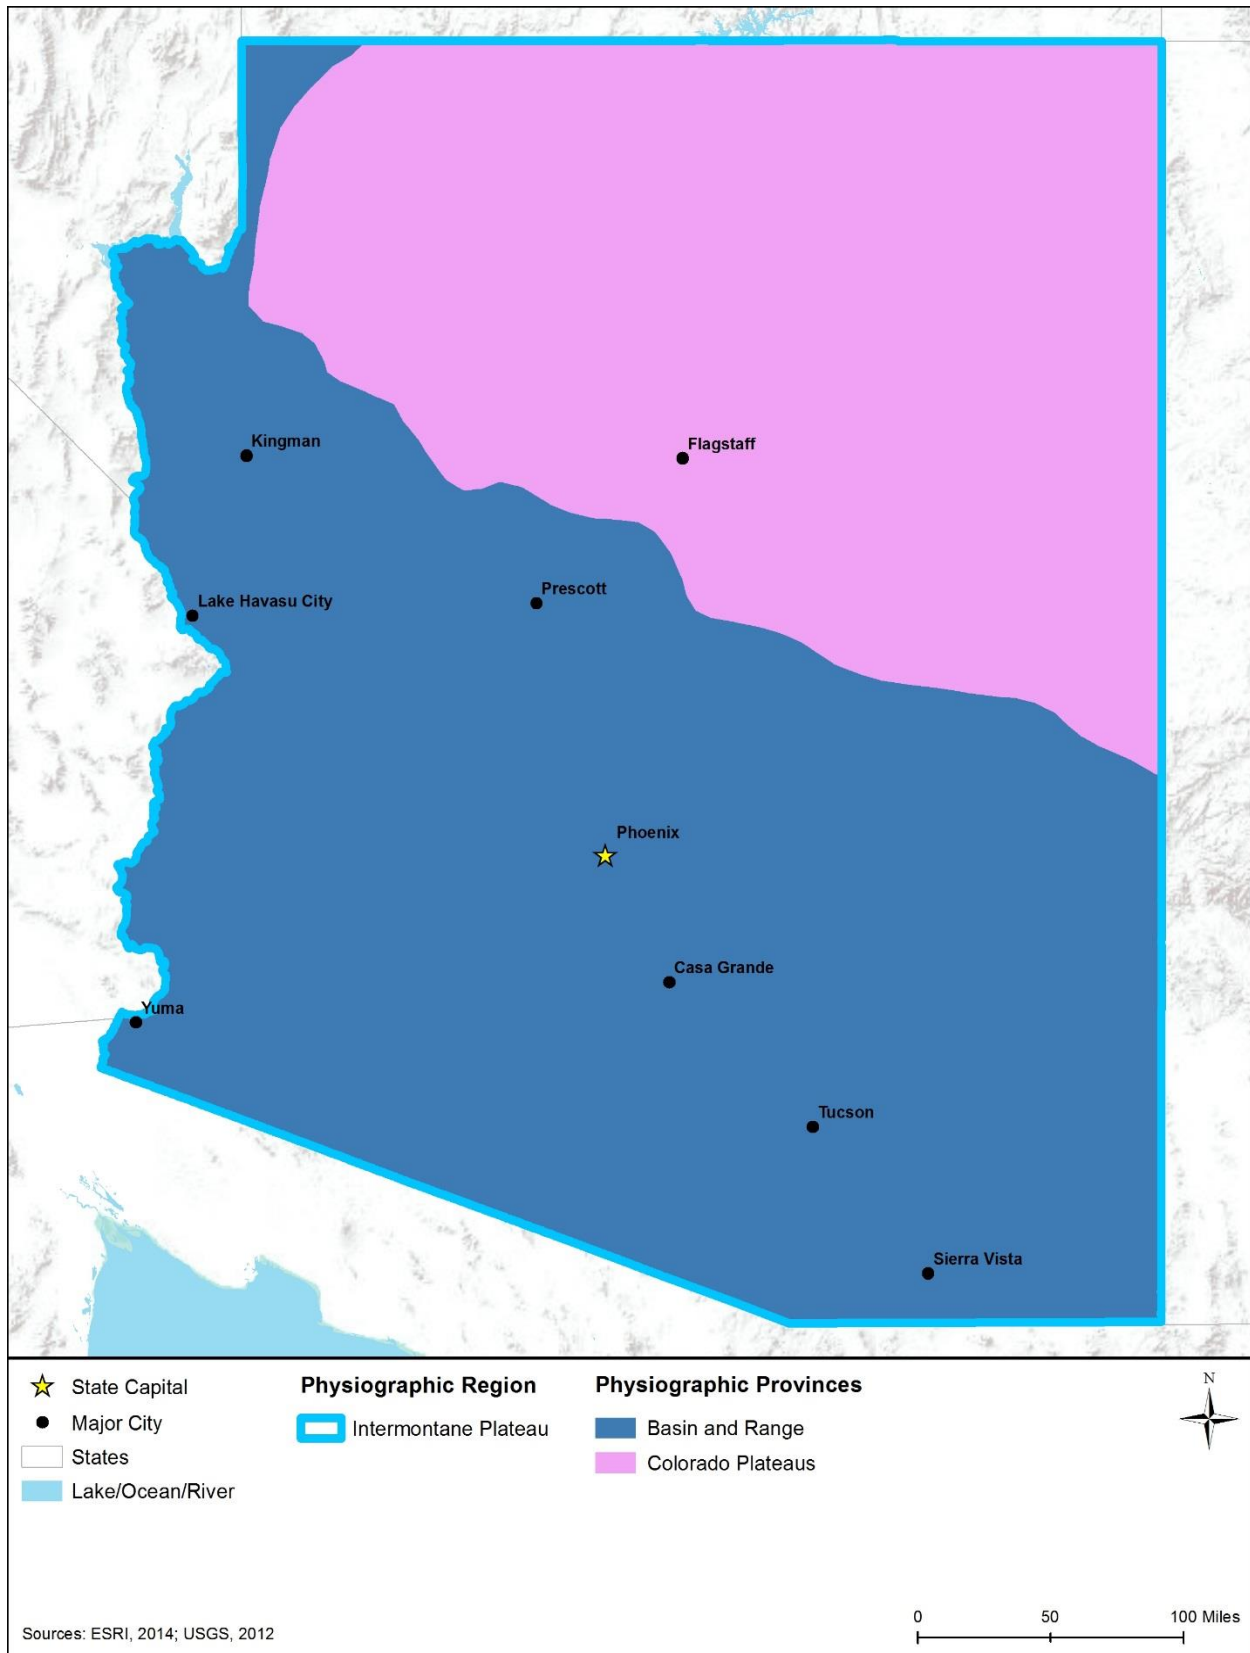 Kingman
Flagstaff
Lake Havasu City
Prescott
Phoenix
Casa Grande
Yuma
Tucson
Sierra Vista
State Capital
Major City
States
Lake/Ocean/River
Physiographic Region
Intermontane Plateau
Physiographic Provinces
Basin and Range
Colorado Plateaus
N
0 50 100 Miles
Sources: ESRI, 2014; USGS, 2012